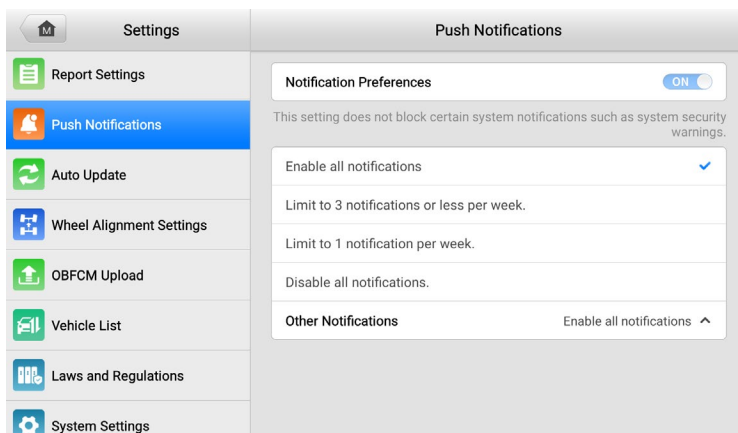 M
Settings
Push Notifications
Report Settings
Push Notifications
Auto Update
Wheel Alignment Settings
OBFCM Upload
Vehicle List
Laws and Regulations
System Settings
Notification Preferences
ON
This setting does not block certain system notifications such as system security
warnings.
Enable all notifications
Limit to 3 notifications or less per week.
Limit to 1 notification per week.
Disable all notifications.
Other Notifications
Enable all notifications